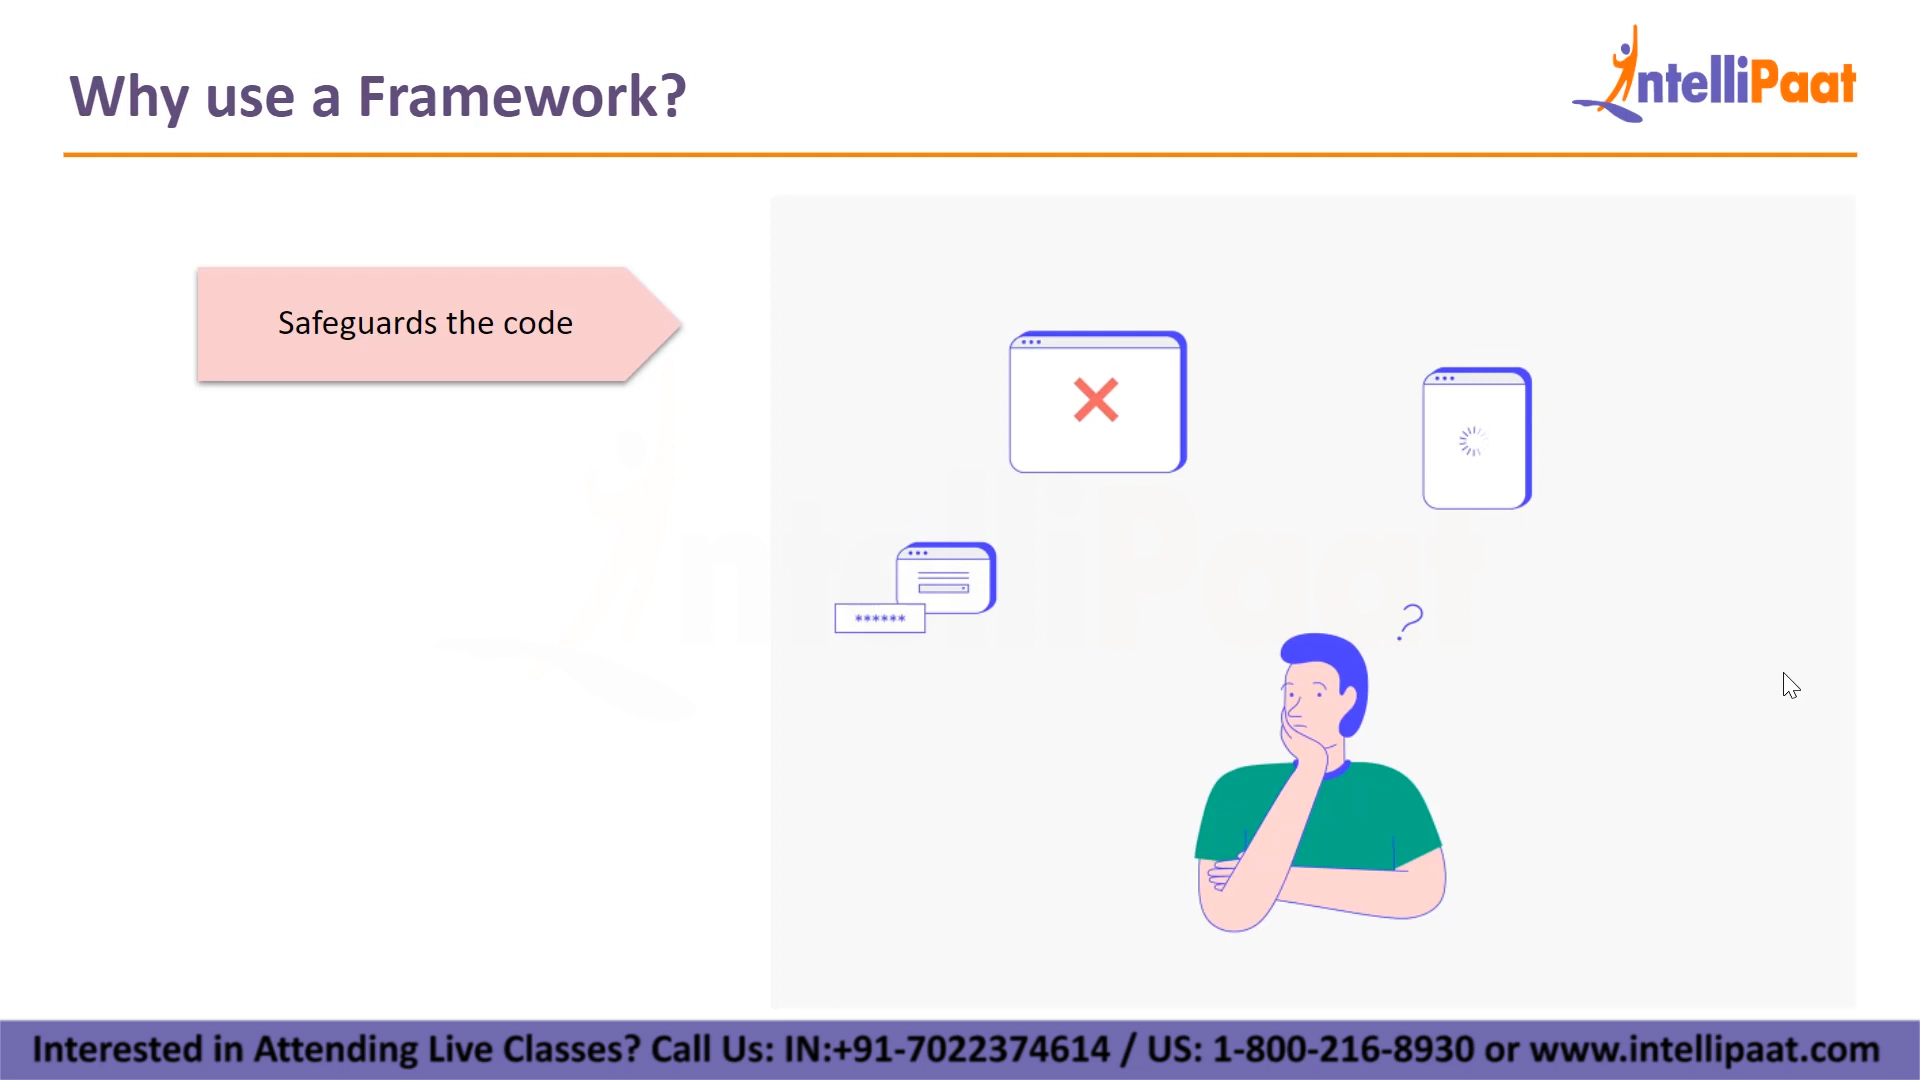 Why use a Framework?
IntelliPaat
Safeguards the code
******
?
IntelliPaat
Interested in Attending Live Classes? Call Us: IN:+91-7022374614 / US: 1-800-216-8930 or www.intellipaat.com